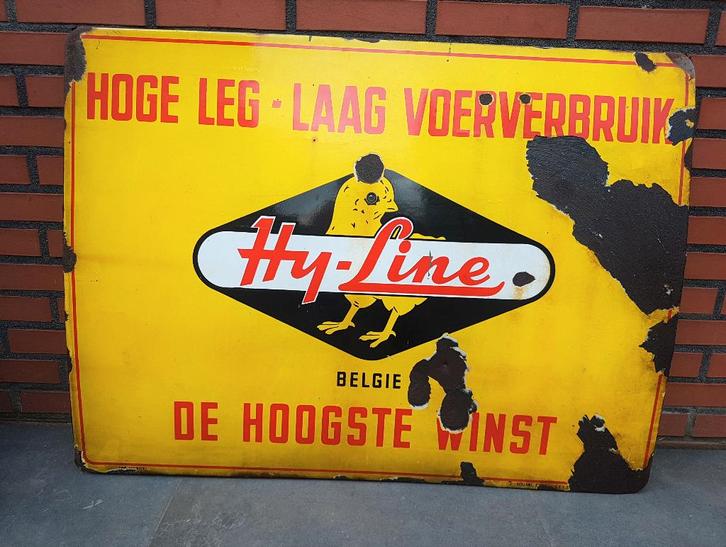 HOGE LEG - LAAG VOERVERBRUIK
Hy-Line
BELGIE
DE HOOGSTE WINST